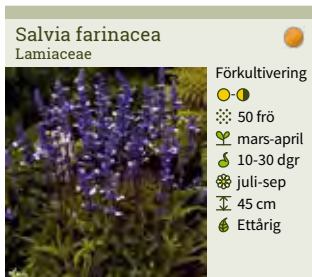 Salvia farinacea
Lamiaceae
Förkultivering
50 frö
mars-april
10-30 dgr
juli-sep
45 cm
Ettårig